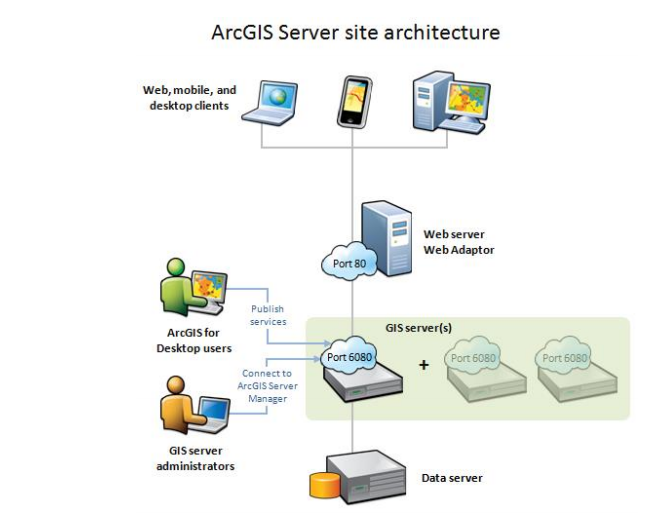 ArcGIS Server site architecture
Web, mobile, and
desktop clients
Web server
Web Adaptor
Port 80
Publish
services
ArcGIS for
Desktop users
GIS server(s)
Port 6080
+
Port 6080
Port 6080
Connect to
ArcGIS Server
Manager
GIS server
administrators
Data server